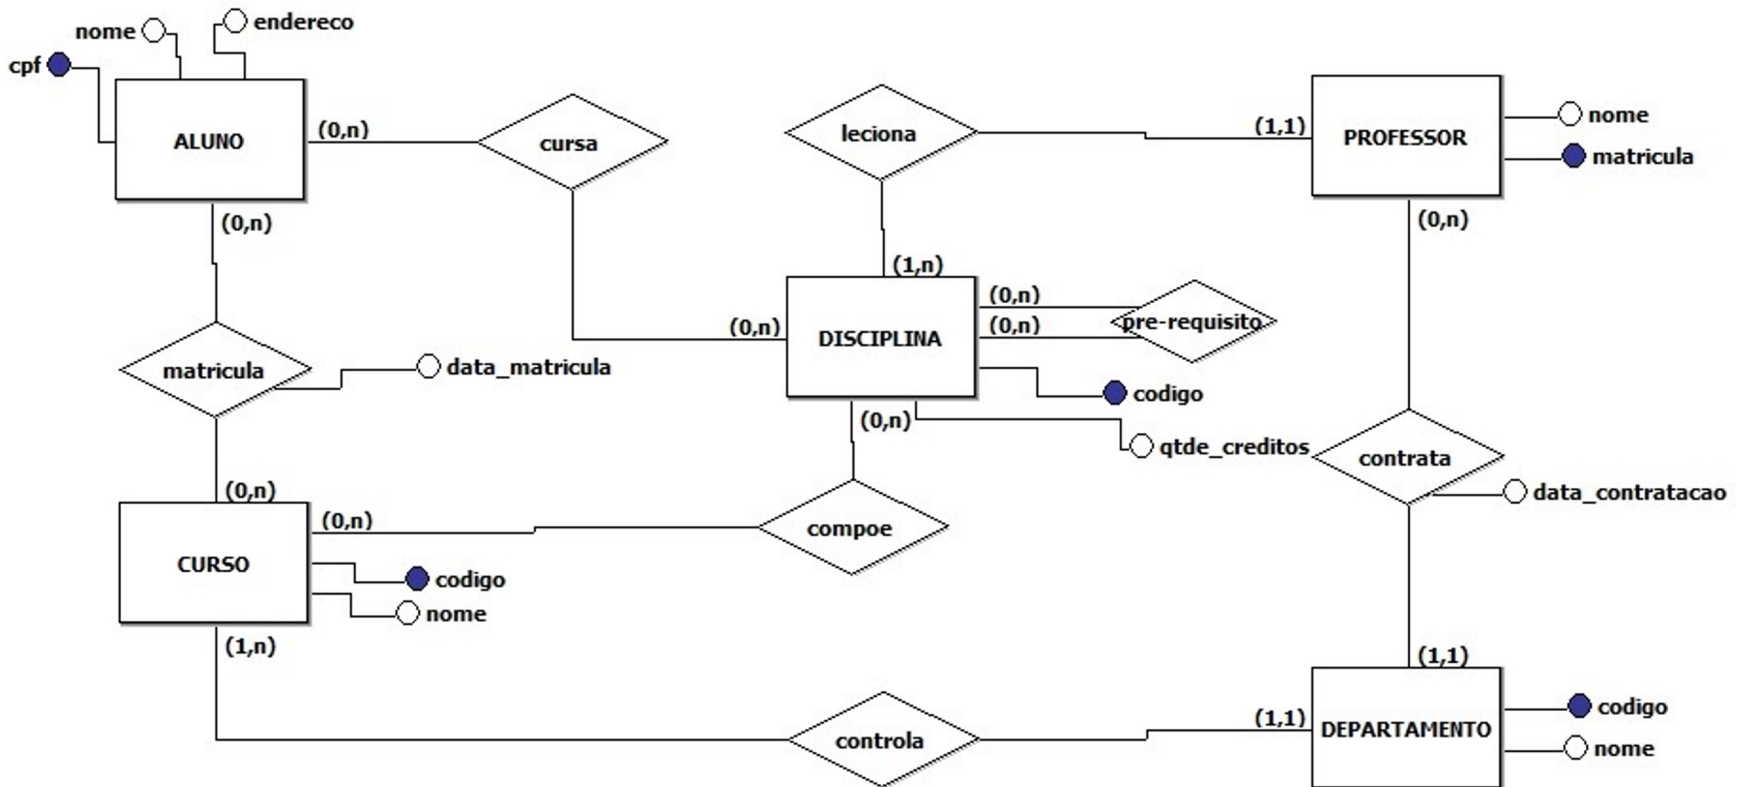 nome
endereco
cpf
ALUNO
(0,n)
cursa
leciona
(1,1)
PROFESSOR
nome
matricula
(0,n)
(0,n)
(1,n)
(0,n)
(0,n)
pre-requisito
(0,n)
DISCIPLINA
matricula
data_matricula
codigo
(0,n)
qtde_creditos
contrata
data_contratacao
(0,n)
(0,n)
compoe
CURSO
codigo
nome
(1,n)
(1,1)
controla
(1,1)
DEPARTAMENTO
codigo
nome